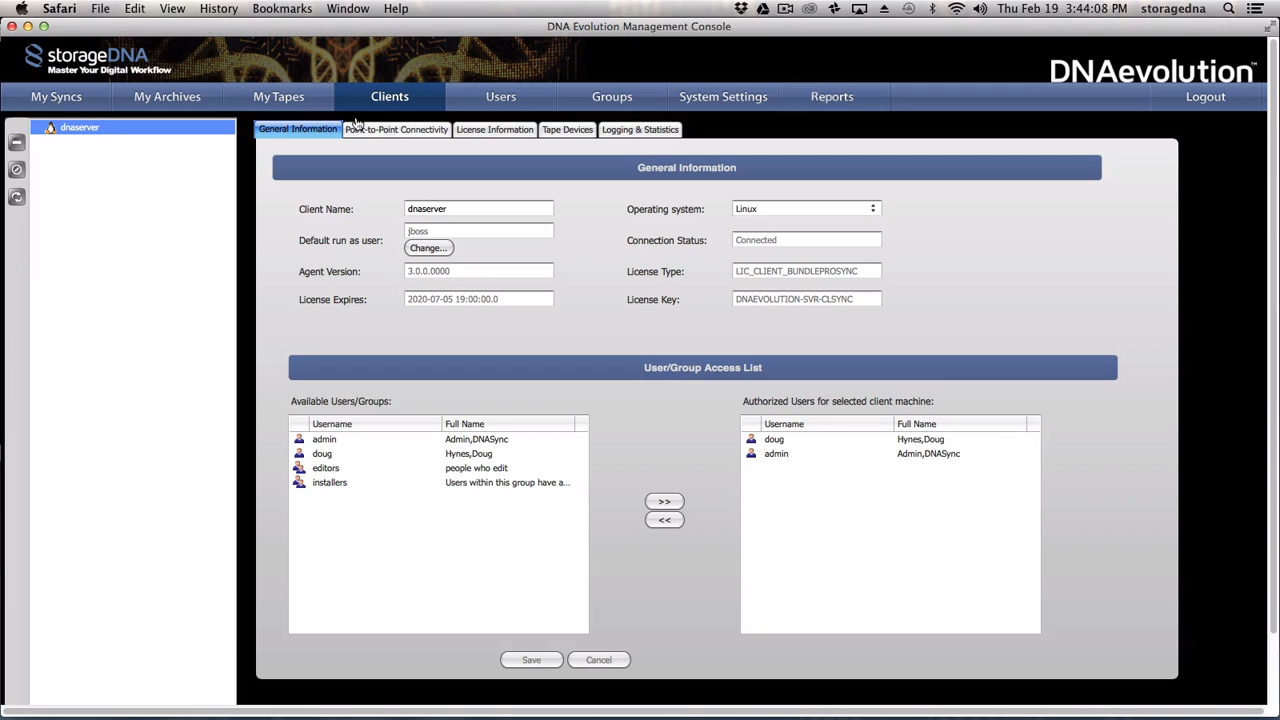 Safari File Edit View History Bookmarks Window Help Thu Feb 19 3:44:08 PM storagedna
DNA Evolution Management Console
storageDNA
Master Your Digital Workflow
DNAevolution™
My Syncs My Archives My Tapes Clients Users Groups System Settings Reports Logout
dnaserver
General Information Point-to-Point Connectivity License Information Tape Devices Logging & Statistics
General Information
Client Name: dnaserver Operating system: Linux
Default run as user: jboss Connection Status: Connected
Change...
Agent Version: 3.0.0.0000 License Type: LIC_CLIENT_BUNDLEPROSYNC
License Expires: 2020-07-05 19:00:00.0 License Key: DNAEVOLUTION-SVR-CLSYNC
User/Group Access List
Available Users/Groups: Authorized Users for selected client machine:
Username Full Name Username Full Name
admin Admin,DNASync doug Hynes,Doug
doug Hynes,Doug admin Admin,DNASync
editors people who edit
installers Users within this group have a...
>>
<<
Save Cancel